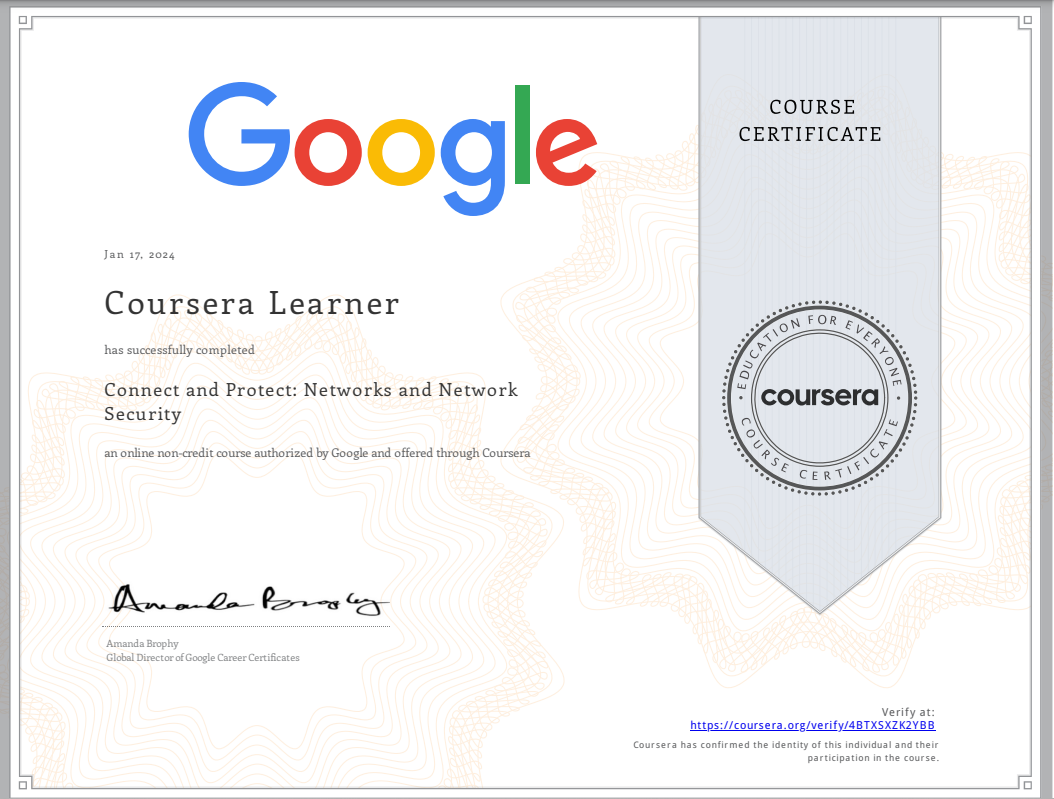 Google
COURSE
CERTIFICATE
Jan 17, 2024
Coursera Learner
has successfully completed
Connect and Protect: Networks and Network
Security
an online non-credit course authorized by Google and offered through Coursera
EDUCATION FOR EVERYONE
coursera
COURSE CERTIFICATE
Amanda Brophy
Amanda Brophy
Global Director of Google Career Certificates
Verify at:
https://coursera.org/verify/4BTXSXZK2YBB
Coursera has confirmed the identity of this individual and their
participation in the course.